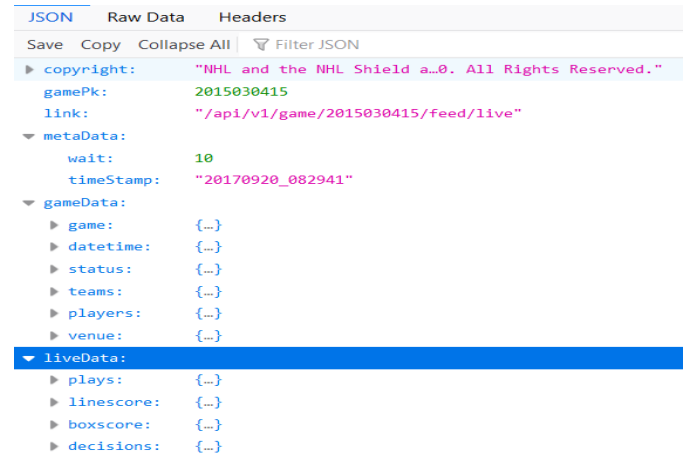 JSON Raw Data Headers
Save Copy Collapse All Filter JSON
copyright: "NHL and the NHL Shield a…0. All Rights Reserved."
gamePk: 2015030415
link: "/api/v1/game/2015030415/feed/live"
metaData:
wait: 10
timeStamp: "20170920_082941"
gameData:
game: {…}
datetime: {…}
status: {…}
teams: {…}
players: {…}
venue: {…}
liveData:
plays: {…}
linescore: {…}
boxscore: {…}
decisions: {…}